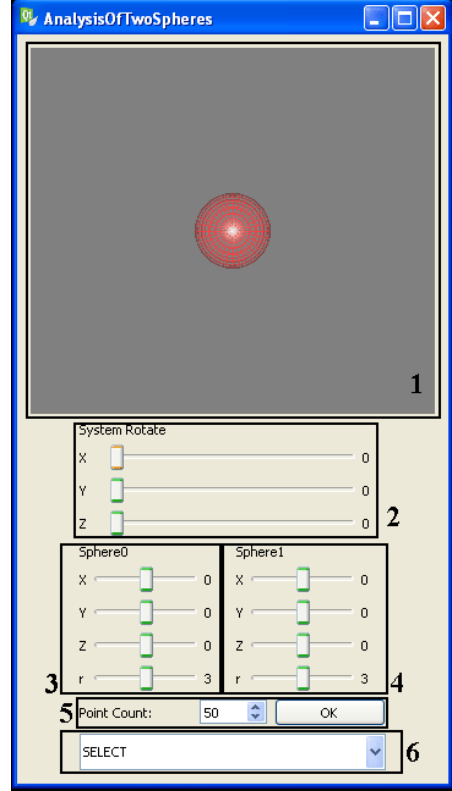 AnalysisOfTwoSpheres
1
System Rotate
X 0
Y 0
Z 0
2
Sphere0 Sphere1
X 0 X 0
Y 0 Y 0
Z 0 Z 0
3 r 3 r 3 4
5 Point Count: 50 OK
SELECT 6